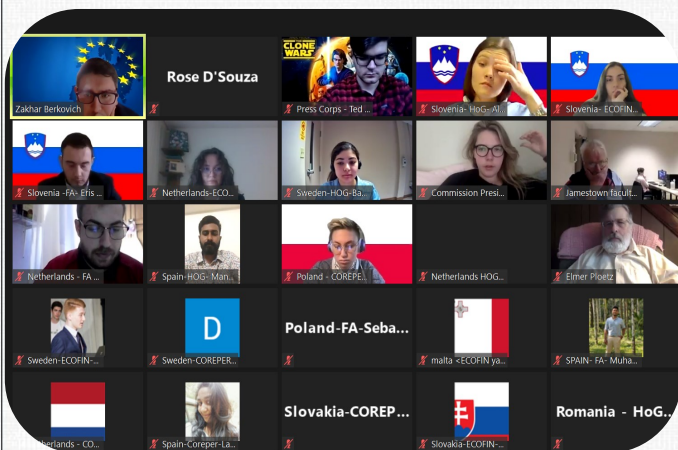 Zakhar Berkovich
Rose D'Souza
CLONE WARS
Press Corps - Ted ...
Slovenia- HoG- Al...
Slovenia- ECOFIN...
Slovenia -FA- Eris ...
Netherlands-ECO...
Sweden-HOG-Ba...
Commission Presi...
Jamestown facult...
Netherlands - FA ...
Spain-HOG- Man...
Poland - COREPE...
Netherlands HOG...
Elmer Ploetz
Sweden-ECOFIN-...
D
Sweden-COREPER...
Poland-FA-Seba...
malta <ECOFIN ya...
SPAIN- FA- Muha...
herlands - CO...
Spain-Coreper-La...
Slovakia-COREP...
Slovakia-ECOFIN-...
Romania - HoG...